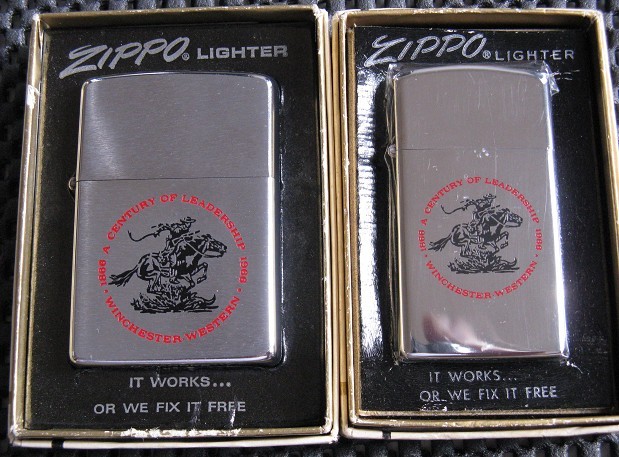 ZIPPO® LIGHTER
1866 A CENTURY OF LEADERSHIP 1966
· WINCHESTER-WESTERN ·
IT WORKS...
OR WE FIX IT FREE
ZIPPO® LIGHTER
1866 A CENTURY OF LEADERSHIP 1966
· WINCHESTER-WESTERN ·
IT WORKS...
OR WE FIX IT FREE